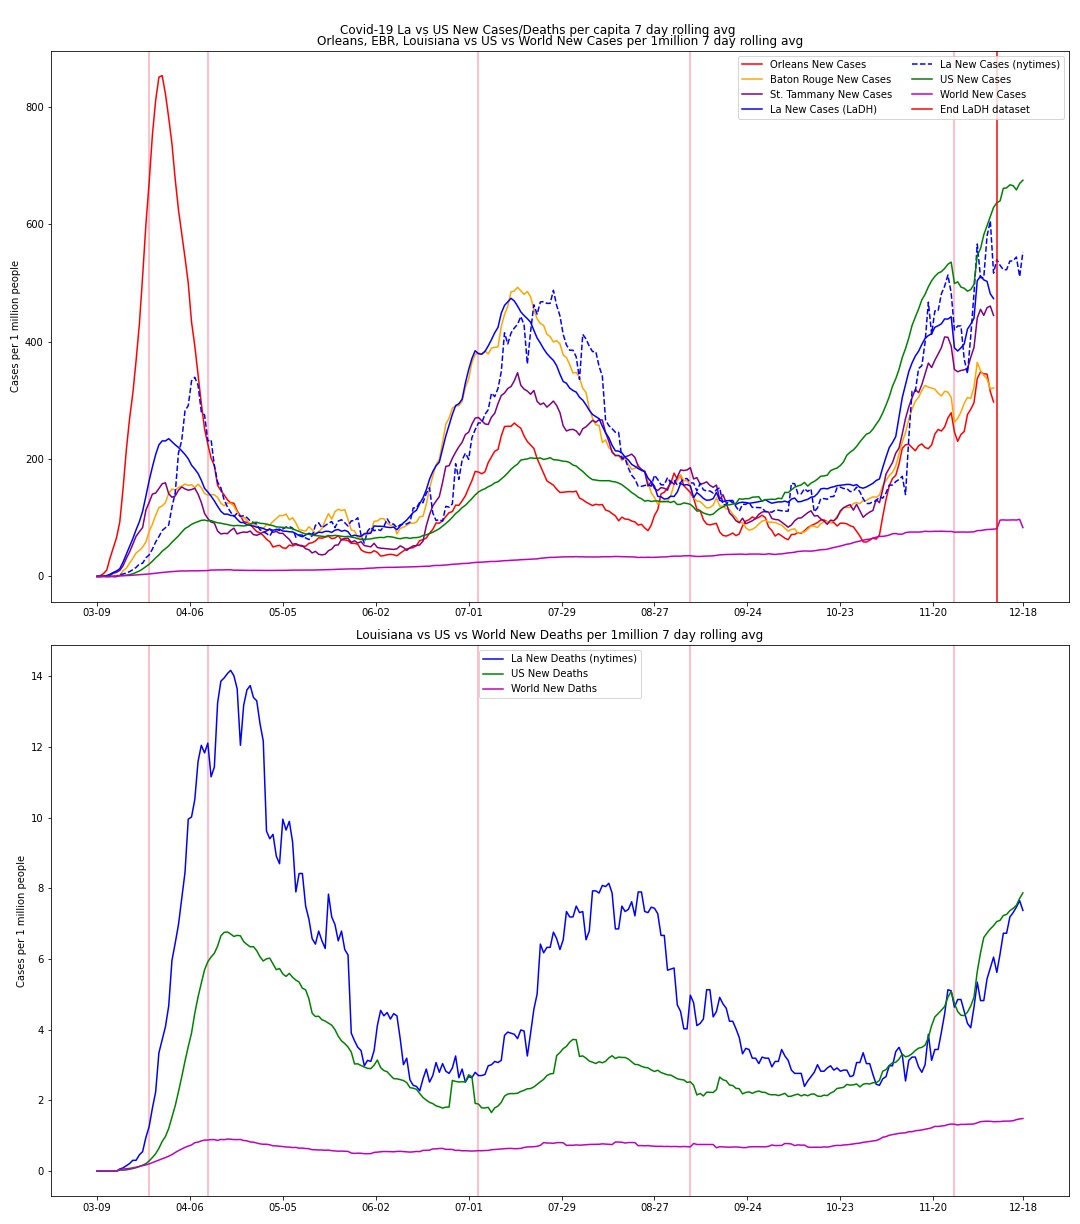 Covid-19 La vs US New Cases/Deaths per capita 7 day rolling avg
Orleans, EBR, Louisiana vs US vs World New Cases per 1million 7 day rolling avg
Orleans New Cases
Baton Rouge New Cases
St. Tammany New Cases
La New Cases (LaDH)
La New Cases (nytimes)
US New Cases
World New Cases
End LaDH dataset
Cases per 1 million people
800
600
400
200
0
03-09 04-06 05-05 06-02 07-01 07-29 08-27 09-24 10-23 11-20 12-18
Louisiana vs US vs World New Deaths per 1million 7 day rolling avg
La New Deaths (nytimes)
US New Deaths
World New Daths
Cases per 1 million people
14
12
10
8
6
4
2
0
03-09 04-06 05-05 06-02 07-01 07-29 08-27 09-24 10-23 11-20 12-18